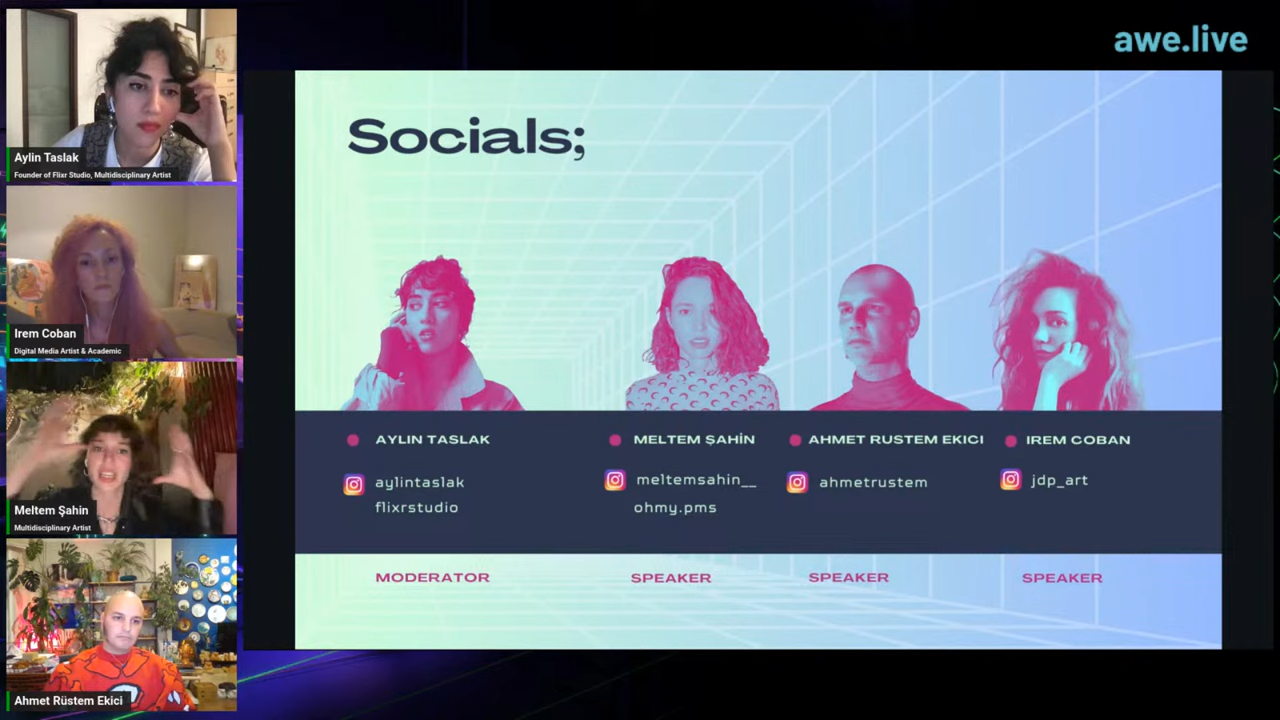 awe.live
Aylin Taslak
Founder of Flixr Studio, Multidisciplinary Artist
Irem Coban
Digital Media Artist & Academic
Meltem Şahin
Multidisciplinary Artist
Ahmet Rüstem Ekici
Socials;
AYLIN TASLAK
aylintaslak
flixrstudio
MODERATOR
MELTEM ŞAHİN
meltemsahin__
ohmy.pms
SPEAKER
AHMET RUSTEM EKICI
ahmetrustem
SPEAKER
IREM COBAN
jdp_art
SPEAKER